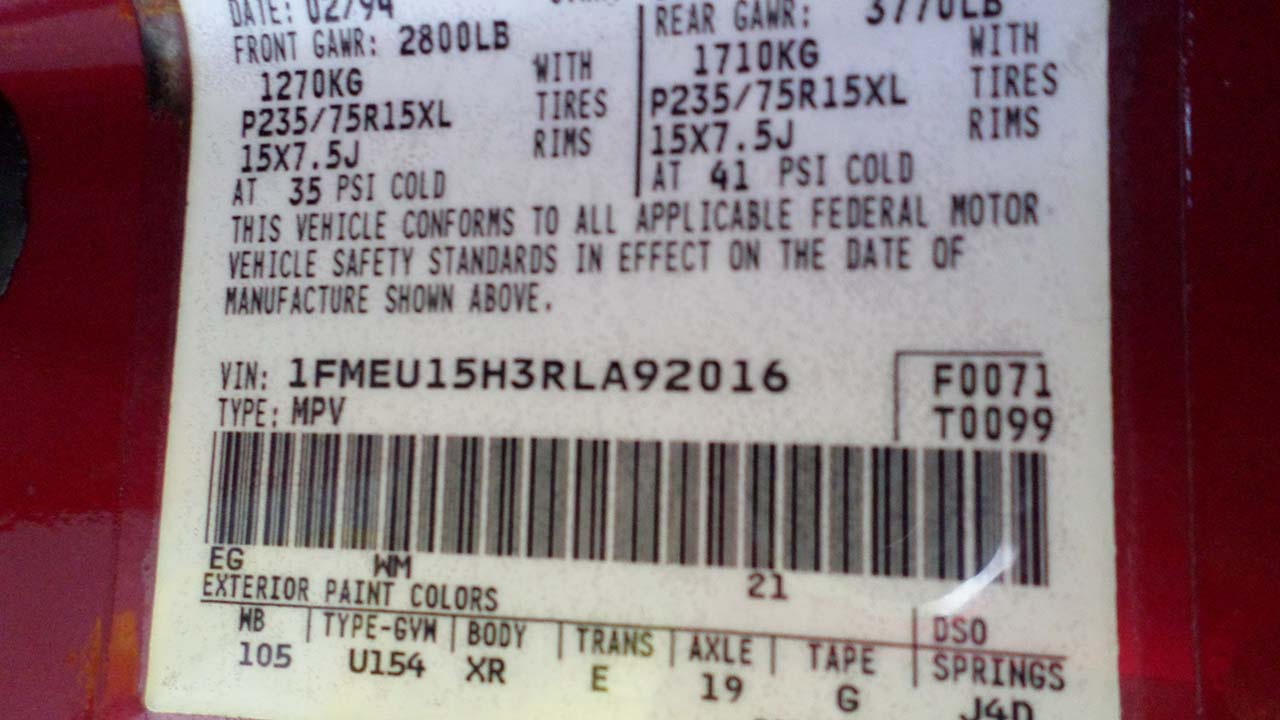 DATE: 02/94
FRONT GAWR: 2800LB
1270KG WITH
P235/75R15XL TIRES
15X7.5J RIMS
AT 35 PSI COLD
REAR GAWR: 3770LB
1710KG WITH
P235/75R15XL TIRES
15X7.5J RIMS
AT 41 PSI COLD
THIS VEHICLE CONFORMS TO ALL APPLICABLE FEDERAL MOTOR
VEHICLE SAFETY STANDARDS IN EFFECT ON THE DATE OF
MANUFACTURE SHOWN ABOVE.
VIN: 1FMEU15H3RLA92016
TYPE: MPV
F0071
T0099
EG WM 21
EXTERIOR PAINT COLORS DSO
WB TYPE-GVW BODY TRANS AXLE TAPE SPRINGS
105 U154 XR E 19 G J4D